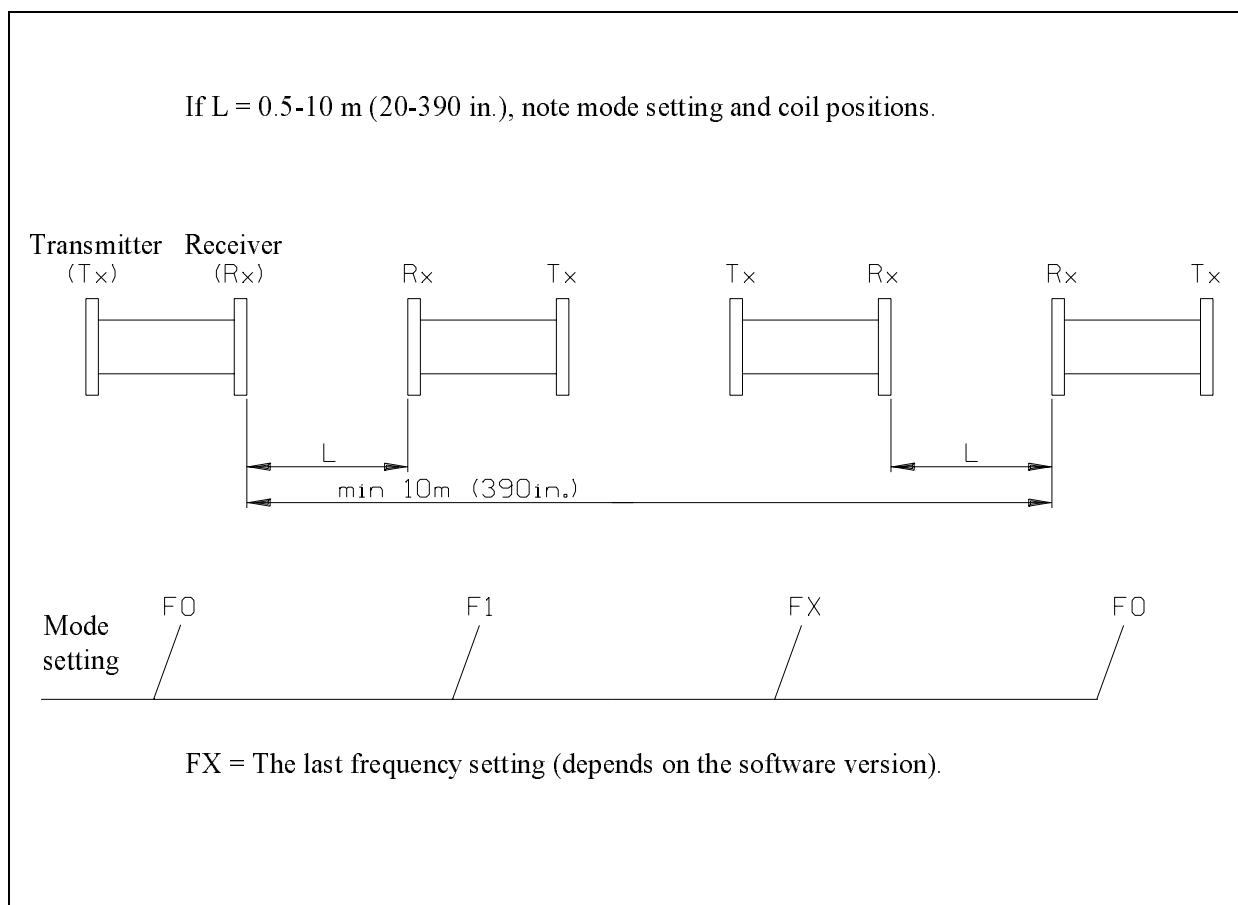 If L = 0.5-10 m (20-390 in.), note mode setting and coil positions.
Transmitter Receiver
(Tx) (Rx) Rx Tx Tx Rx Rx Tx
L L
min 10m (390in.)
F0 F1 FX F0
Mode
setting
FX = The last frequency setting (depends on the software version).